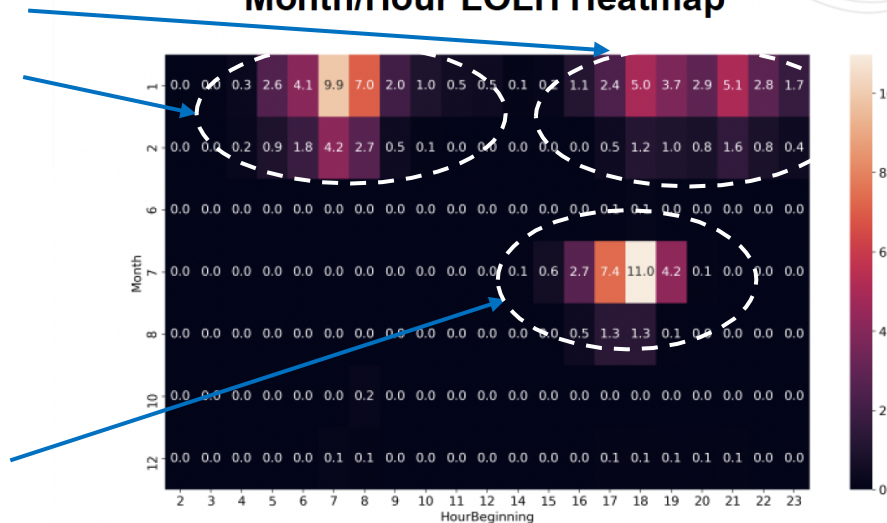 Month/Hour LOLH Heatmap
1 0.0 0.0 0.3 2.6 4.1 9.9 7.0 2.0 1.0 0.5 0.5 0.1 0.2 1.1 2.4 5.0 3.7 2.9 5.1 2.8 1.7
2 0.0 0.0 0.2 0.9 1.8 4.2 2.7 0.5 0.1 0.0 0.0 0.0 0.0 0.0 0.5 1.2 1.0 0.8 1.6 0.8 0.4
6 0.0 0.0 0.0 0.0 0.0 0.0 0.0 0.0 0.0 0.0 0.0 0.0 0.0 0.0 0.1 0.1 0.0 0.0 0.0 0.0 0.0
Month
7 0.0 0.0 0.0 0.0 0.0 0.0 0.0 0.0 0.0 0.0 0.0 0.1 0.6 2.7 7.4 11.0 4.2 0.1 0.0 0.0 0.0
8 0.0 0.0 0.0 0.0 0.0 0.0 0.0 0.0 0.0 0.0 0.0 0.0 0.0 0.5 1.3 1.3 0.1 0.0 0.0 0.0 0.0
10 0.0 0.0 0.0 0.0 0.0 0.0 0.2 0.0 0.0 0.0 0.0 0.0 0.0 0.0 0.0 0.0 0.0 0.0 0.0 0.0 0.0
12 0.0 0.0 0.0 0.0 0.0 0.1 0.1 0.0 0.0 0.0 0.0 0.0 0.0 0.0 0.1 0.1 0.1 0.1 0.1 0.0 0.0
2 3 4 5 6 7 8 9 10 11 12 14 15 16 17 18 19 20 21 22 23
HourBeginning
8
6
4
2
0